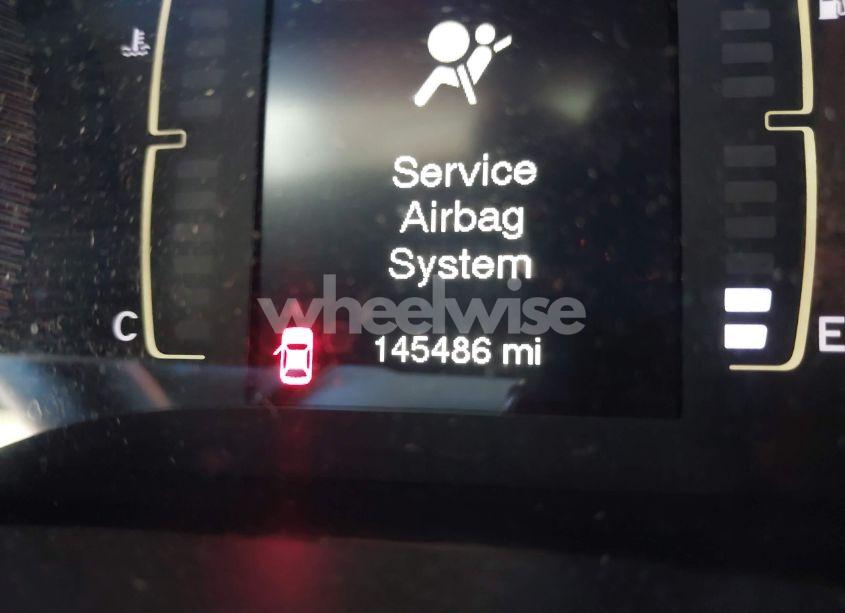 Service
Airbag
System
wheelwise
C
145486 mi
E